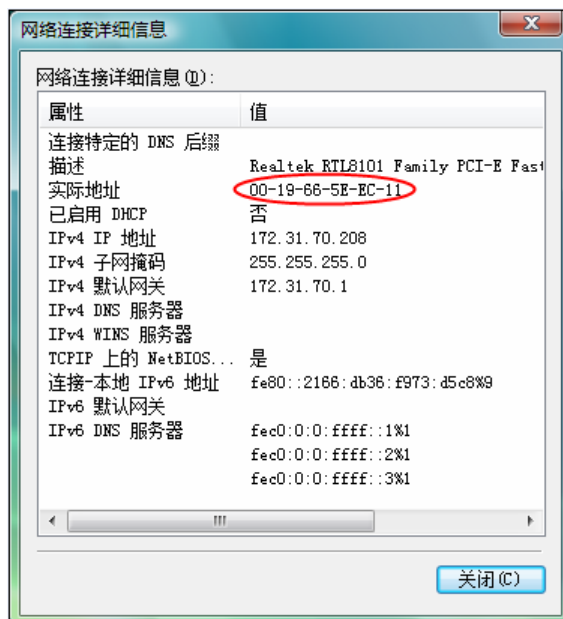 网络连接详细信息
网络连接详细信息(D):
属性 值
连接特定的 DNS 后缀
描述 Realtek RTL8101 Family PCI-E Fast
实际地址 00-19-66-5E-EC-11
已启用 DHCP 否
IPv4 IP 地址 172.31.70.208
IPv4 子网掩码 255.255.255.0
IPv4 默认网关 172.31.70.1
IPv4 DNS 服务器
IPv4 WINS 服务器
TCPIP 上的 NetBIOS... 是
连接-本地 IPv6 地址 fe80::2166:db36:f973:d5c8%9
IPv6 默认网关
IPv6 DNS 服务器 fec0:0:0:ffff::1%1
fec0:0:0:ffff::2%1
fec0:0:0:ffff::3%1
关闭(C)